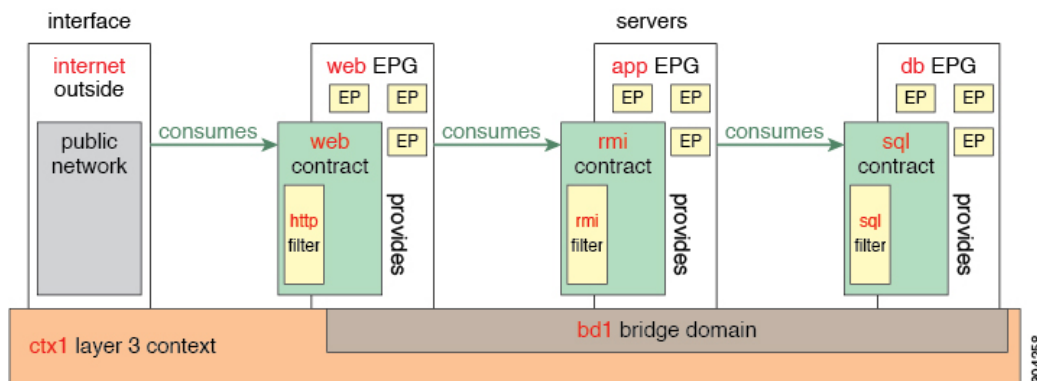 interface
servers
internet
outside
public
network
consumes
web EPG
EP
EP
EP
web
contract
http
filter
provides
consumes
app EPG
EP
EP
EP
rmi
contract
rmi
filter
provides
consumes
db EPG
EP
EP
EP
sql
contract
sql
filter
provides
bd1 bridge domain
ctx1 layer 3 context